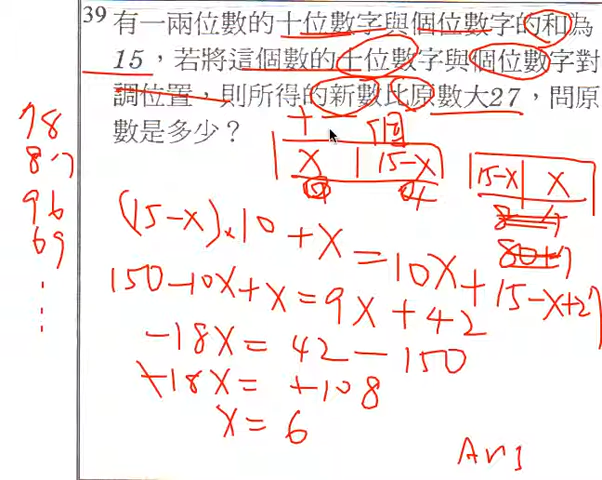 39 有一兩位數的十位數字與個位數字的和為
15，若將這個數的十位數字與個位數字對
調位置，則所得的新數比原數大27，問原
數是多少？
十
X | 15-X
15-X | X
78
87
96
69
⋮
(15-X)×10+X=10X+15-X+27
150-10X+X=9X+42
-18X=42-150
+18X=+108
X=6
Ans